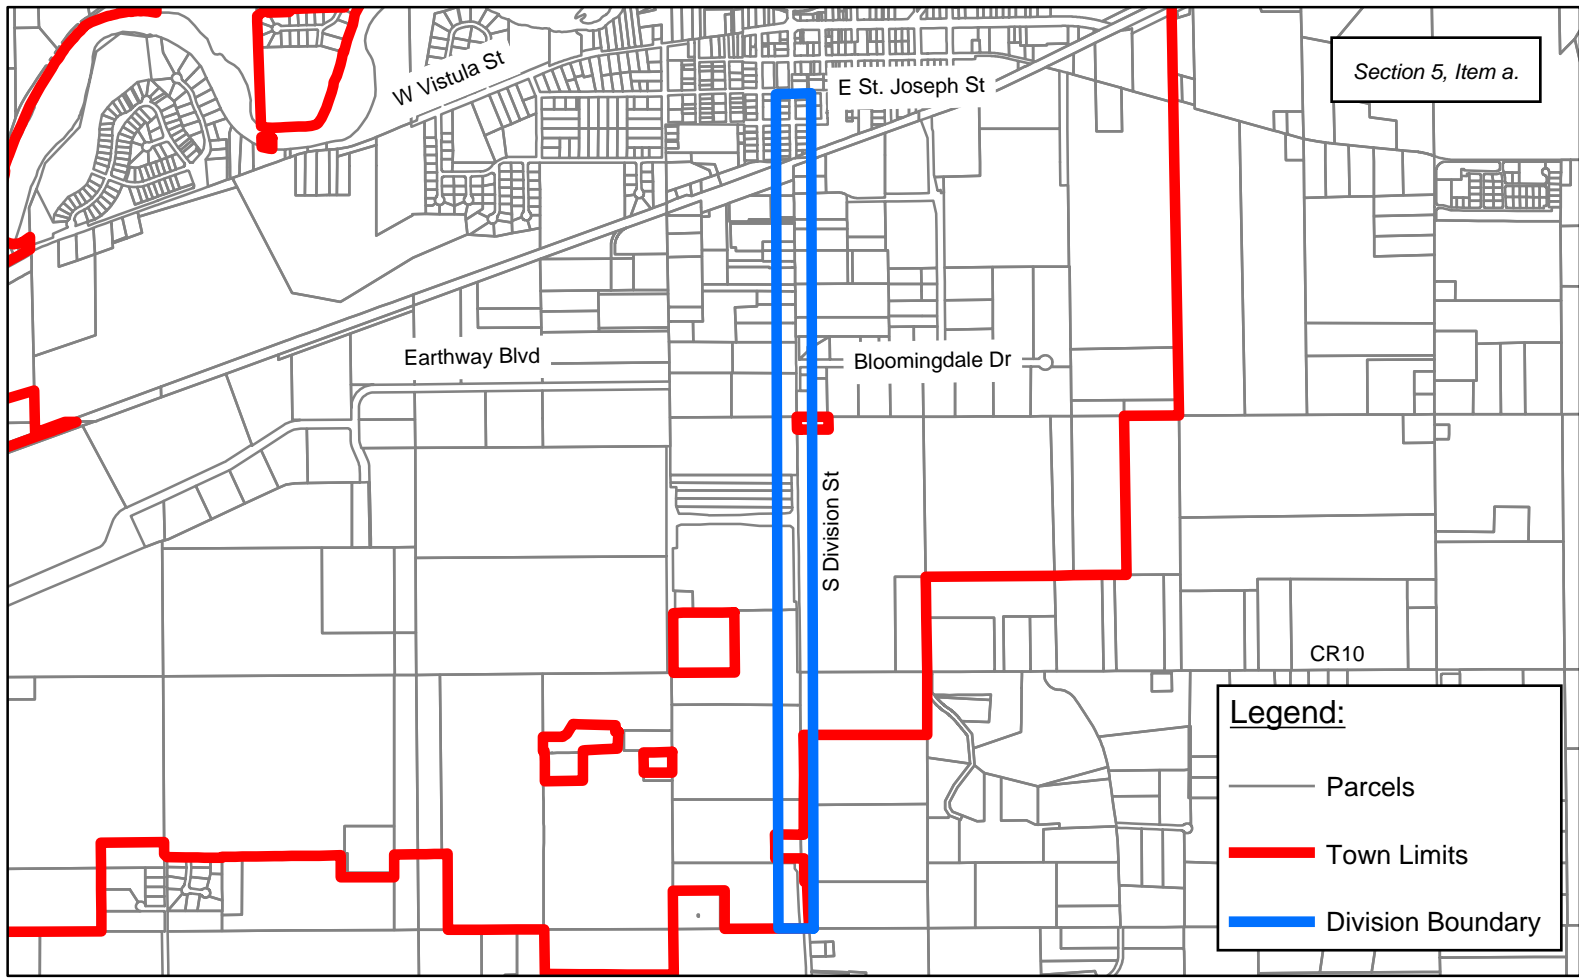 W Vistula St
E St. Joseph St
Section 5, Item a.
Earthway Blvd
Bloomingdale Dr
S Division St
CR10
Legend:
Parcels
Town Limits
Division Boundary